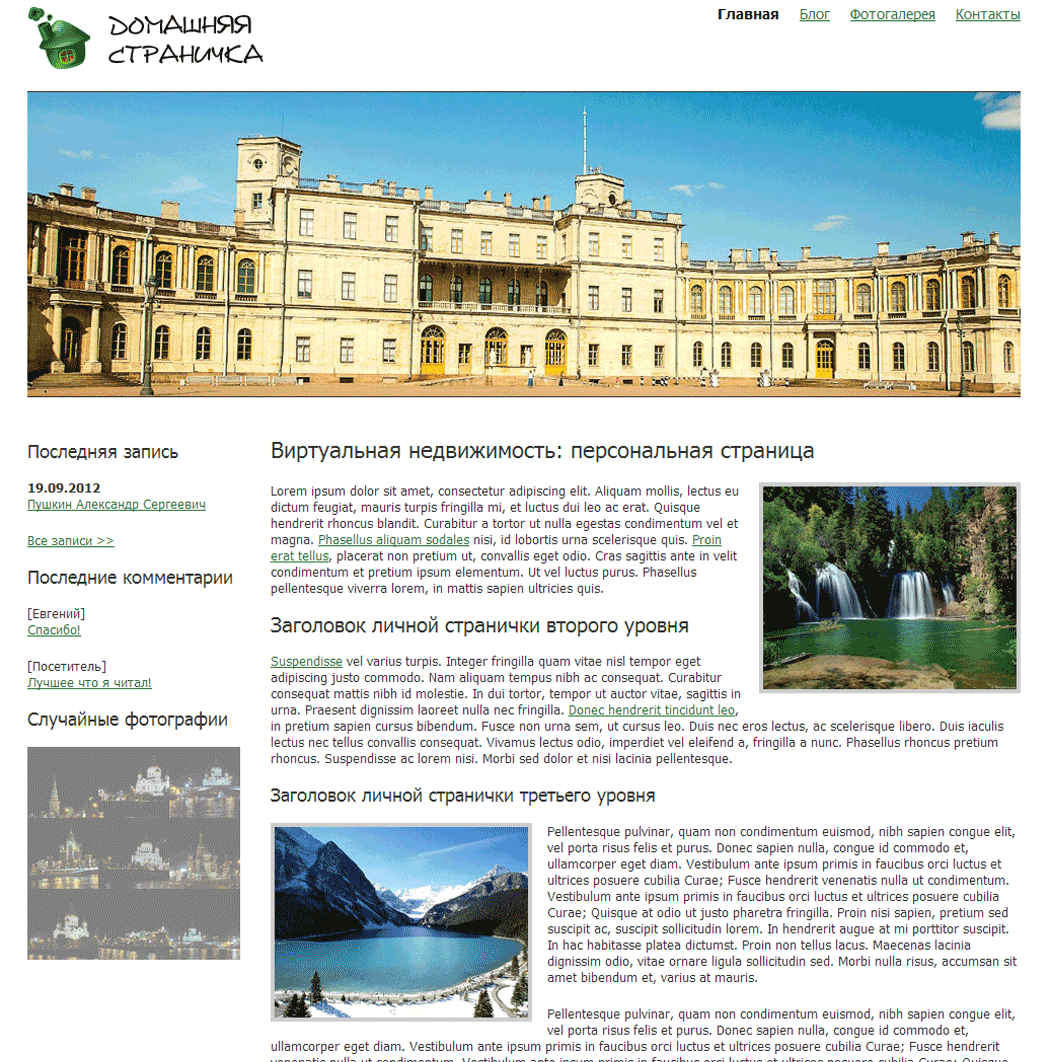 ДОМАШНЯЯ
СТРАНИЧКА
Главная Блог Фотогалерея Контакты
Последняя запись
19.09.2012
Пушкин Александр Сергеевич
Все записи >>
Последние комментарии
[Евгений]
Спасибо!
[Посетитель]
Лучшее что я читал!
Случайные фотографии
Виртуальная недвижимость: персональная страница
Lorem ipsum dolor sit amet, consectetur adipiscing elit. Aliquam mollis, lectus eu
dictum feugiat, mauris turpis fringilla mi, et luctus dui leo ac erat. Quisque
hendrerit rhoncus blandit. Curabitur a tortor ut nulla egestas condimentum vel et
magna. Phasellus aliquam sodales nisi, id lobortis urna scelerisque quis. Proin
erat tellus, placerat non pretium ut, convallis eget odio. Cras sagittis ante in velit
condimentum et pretium ipsum elementum. Ut vel luctus purus. Phasellus
pellentesque viverra lorem, in mattis sapien ultricies quis.
Заголовок личной странички второго уровня
Suspendisse vel varius turpis. Integer fringilla quam vitae nisl tempor eget
adipiscing justo commodo. Nam aliquam tempus nibh ac consequat. Curabitur
consequat mattis nibh id molestie. In dui tortor, tempor ut auctor vitae, sagittis in
urna. Praesent dignissim laoreet nulla nec fringilla. Donec hendrerit tincidunt leo,
in pretium sapien cursus bibendum. Fusce non urna sem, ut cursus leo. Duis nec eros lectus, ac scelerisque libero. Duis iaculis
lectus nec tellus convallis consequat. Vivamus lectus odio, imperdiet vel eleifend a, fringilla a nunc. Phasellus rhoncus pretium
rhoncus. Suspendisse ac lorem nisi. Morbi sed dolor et nisi lacinia pellentesque.
Заголовок личной странички третьего уровня
Pellentesque pulvinar, quam non condimentum euismod, nibh sapien congue elit,
vel porta risus felis et purus. Donec sapien nulla, congue id commodo et,
ullamcorper eget diam. Vestibulum ante ipsum primis in faucibus orci luctus et
ultrices posuere cubilia Curae; Fusce hendrerit venenatis nulla ut condimentum.
Vestibulum ante ipsum primis in faucibus orci luctus et ultrices posuere cubilia
Curae; Quisque at odio ut justo pharetra fringilla. Proin nisi sapien, pretium sed
suscipit ac, suscipit sollicitudin lorem. In hendrerit augue at mi porttitor suscipit.
In hac habitasse platea dictumst. Proin non tellus lacus. Maecenas lacinia
dignissim odio, vitae ornare ligula sollicitudin sed. Morbi nulla risus, accumsan sit
amet bibendum et, varius at mauris.
Pellentesque pulvinar, quam non condimentum euismod, nibh sapien congue elit,
vel porta risus felis et purus. Donec sapien nulla, congue id commodo et,
ullamcorper eget diam. Vestibulum ante ipsum primis in faucibus orci luctus et ultrices posuere cubilia Curae; Fusce hendrerit